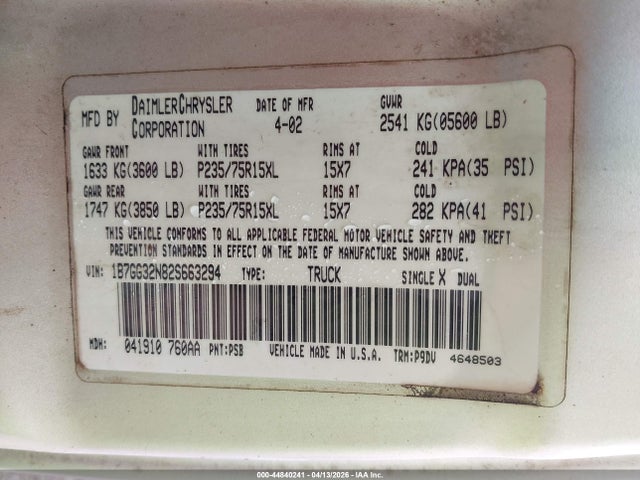 MFD BY DAIMLERCHRYSLER CORPORATION DATE OF MFR 4-02 GVWR 2541 KG(05600 LB)
GAWR FRONT WITH TIRES RIMS AT COLD
1633 KG(3600 LB) P235/75R15XL 15X7 241 KPA(35 PSI)
GAWR REAR WITH TIRES RIMS AT COLD
1747 KG(3850 LB) P235/75R15XL 15X7 282 KPA(41 PSI)
THIS VEHICLE CONFORMS TO ALL APPLICABLE FEDERAL MOTOR VEHICLE SAFETY AND THEFT
PREVENTION STANDARDS IN EFFECT ON THE DATE OF MANUFACTURE SHOWN ABOVE.
VIN: 1B7GG32N82S663294 TYPE: TRUCK SINGLE X DUAL
MDH: 041910 760AA PNT:PSB VEHICLE MADE IN U.S.A. TRM:P9DV 4648503
000-44840241 - 04/13/2026 - IAA Inc.